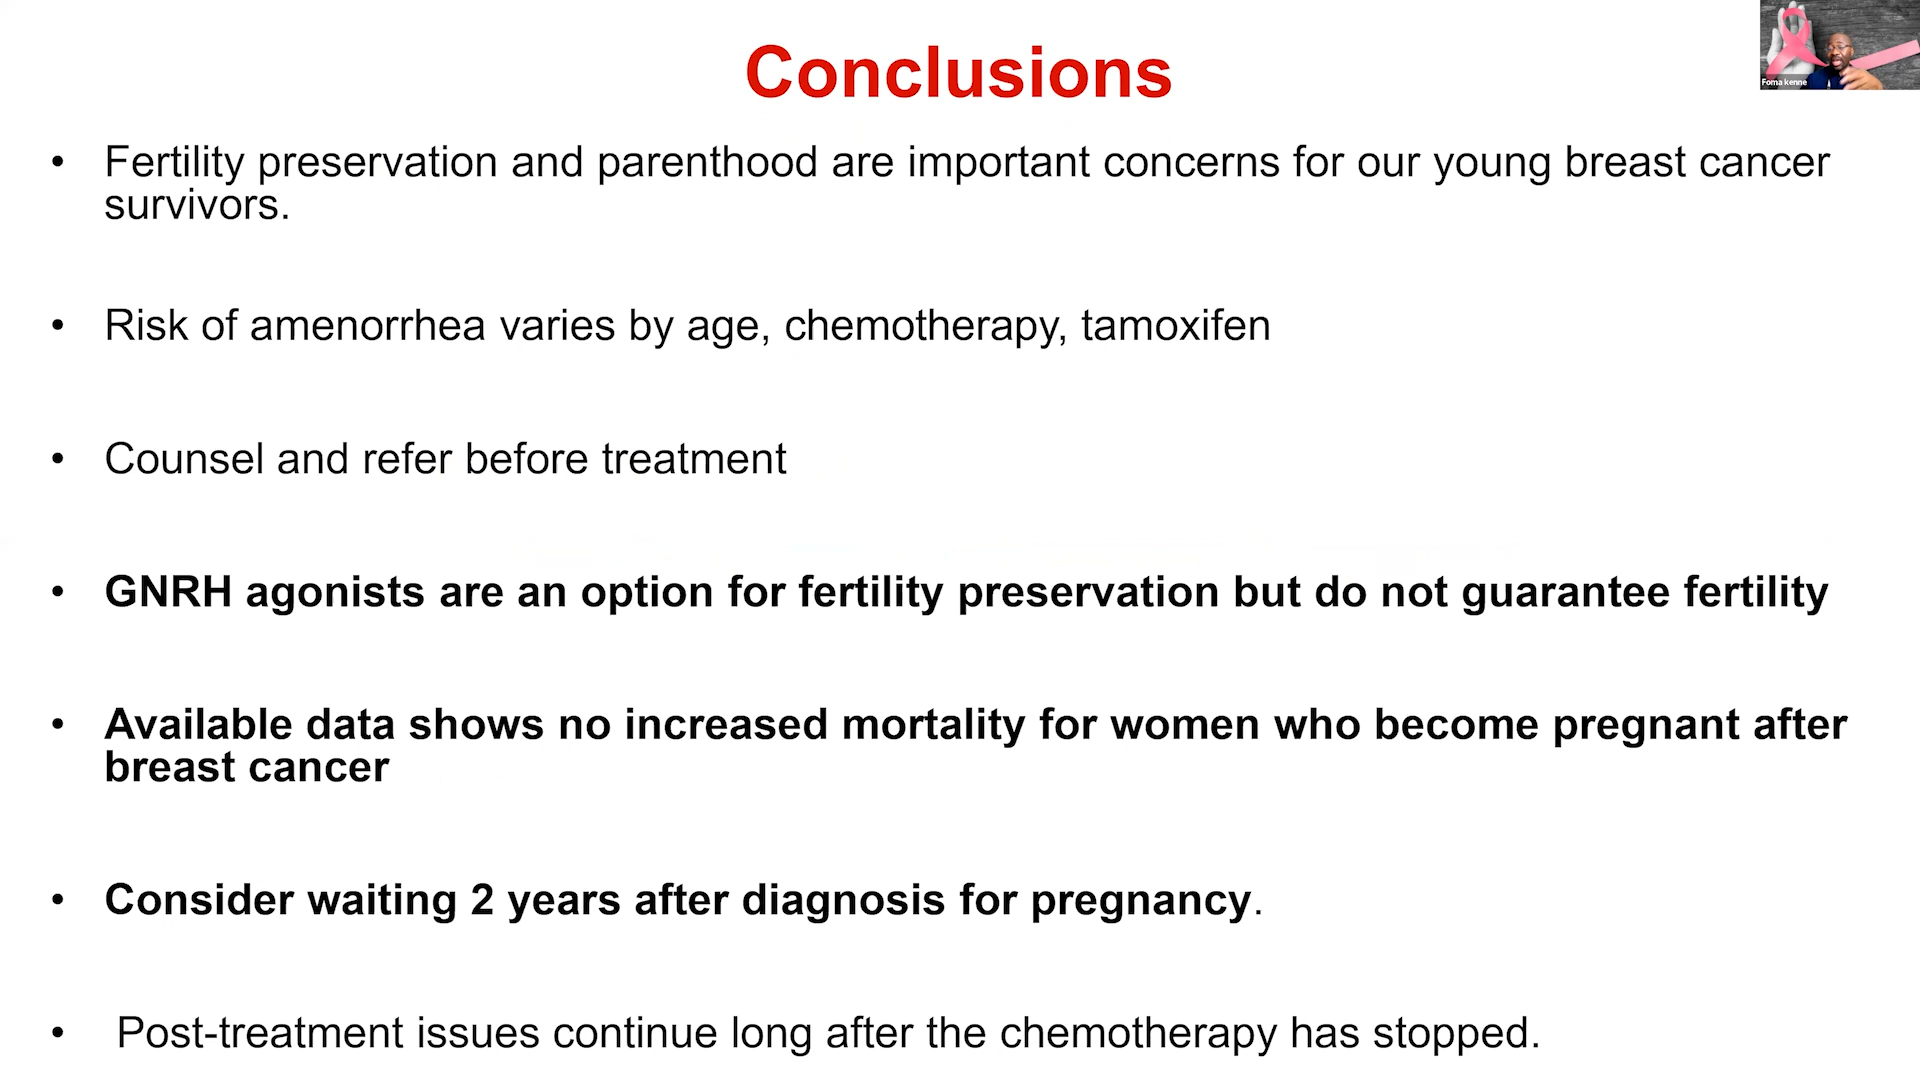 Conclusions
Foma kenne
• Fertility preservation and parenthood are important concerns for our young breast cancer
survivors.
• Risk of amenorrhea varies by age, chemotherapy, tamoxifen
• Counsel and refer before treatment
• GNRH agonists are an option for fertility preservation but do not guarantee fertility
• Available data shows no increased mortality for women who become pregnant after
breast cancer
• Consider waiting 2 years after diagnosis for pregnancy.
• Post-treatment issues continue long after the chemotherapy has stopped.